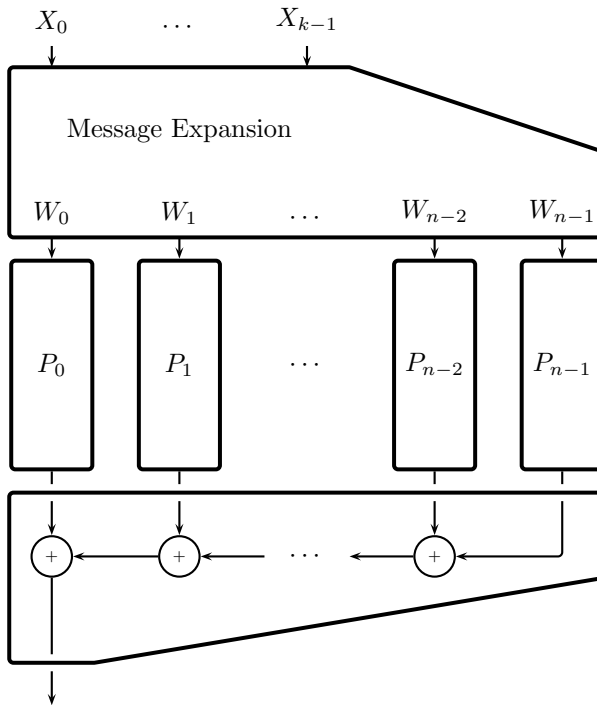 X_0 ... X_{k−1}
Message Expansion
W_0 W_1 ... W_{n−2} W_{n−1}
P_0 P_1 ... P_{n−2} P_{n−1}
+ + ... +